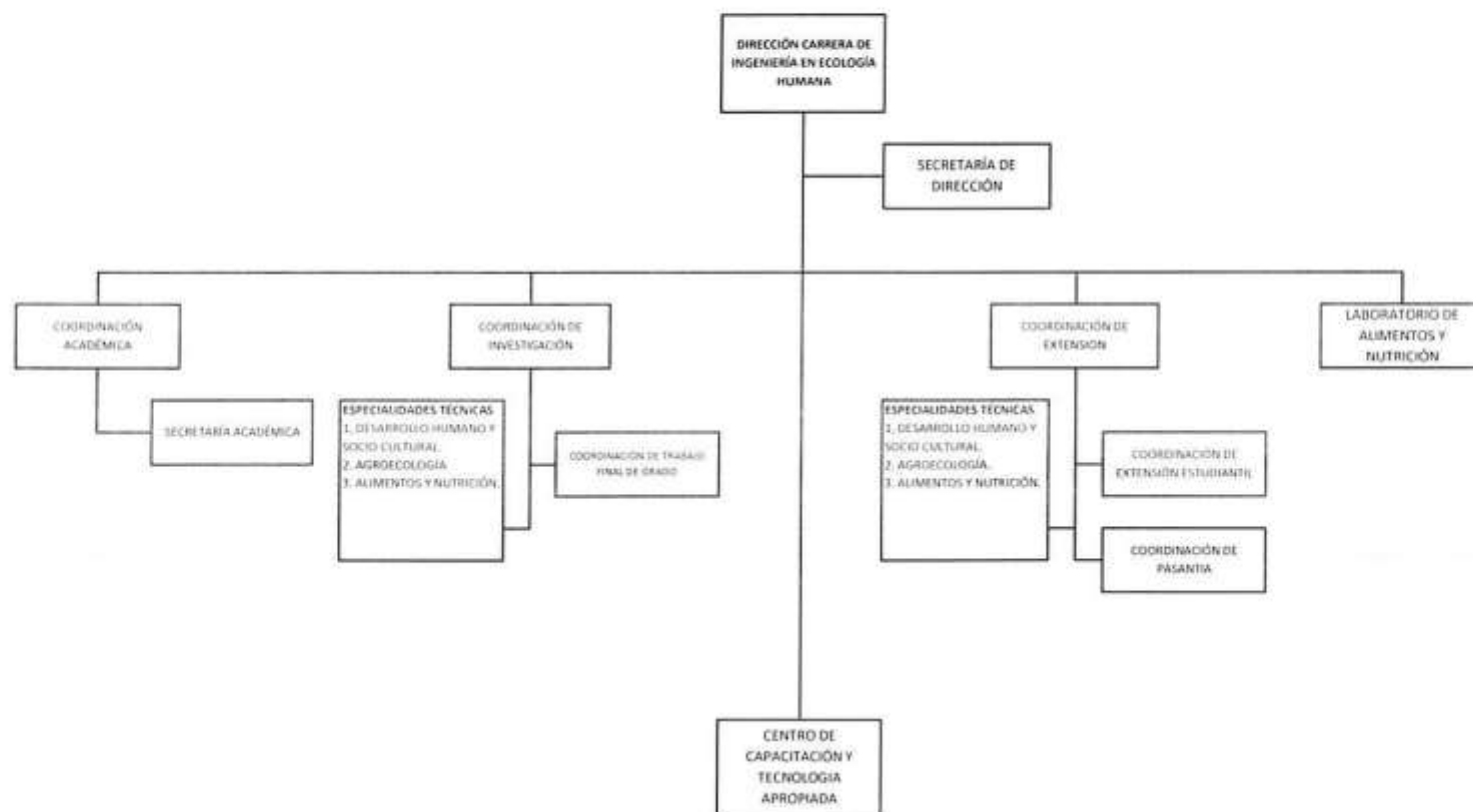 DIRECCIÓN CARRERA DE
INGENIERÍA EN ECOLOGÍA
HUMANA
SECRETARÍA DE
DIRECCIÓN
COORDINACIÓN
ACADÉMICA
COORDINACIÓN DE
INVESTIGACIÓN
COORDINACIÓN DE
EXTENSIÓN
LABORATORIO DE
ALIMENTOS Y
NUTRICIÓN
SECRETARÍA ACADÉMICA
ESPECIALIDADES TÉCNICAS
1. DESARROLLO HUMANO Y
SOCIO CULTURAL.
2. AGROECOLOGÍA
3. ALIMENTOS Y NUTRICIÓN.
COORDINACIÓN DE TRABAJO
FINAL DE GRADO
ESPECIALIDADES TÉCNICAS
1. DESARROLLO HUMANO Y
SOCIO CULTURAL.
2. AGROECOLOGÍA.
3. ALIMENTOS Y NUTRICIÓN.
COORDINACIÓN DE
EXTENSIÓN ESTUDIANTIL
COORDINACIÓN DE
PASANTIA
CENTRO DE
CAPACITACIÓN Y
TECNOLOGIA
APROPIADA